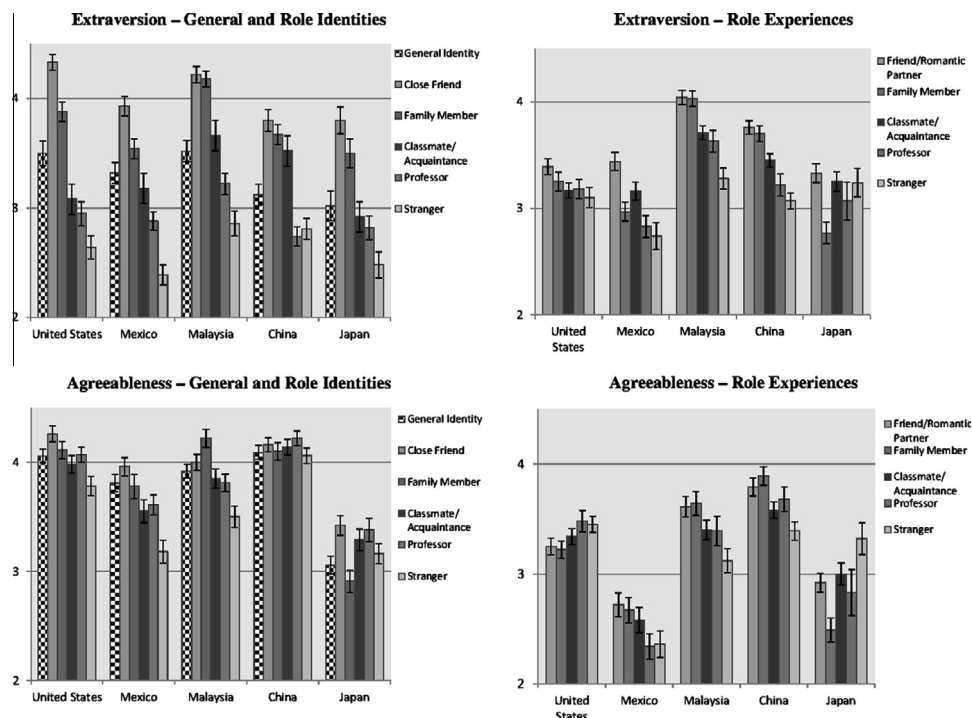 Extraversion – General and Role Identities
4
3
2
United States
Mexico
Malaysia
China
Japan
General Identity
Close Friend
Family Member
Classmate/
Acquaintance
Professor
Stranger
Extraversion – Role Experiences
4
3
2
United
States
Mexico
Malaysia
China
Japan
Friend/Romantic
Partner
Family Member
Classmate/
Acquaintance
Professor
Stranger
Agreeableness – General and Role Identities
4
3
2
United States
Mexico
Malaysia
China
Japan
General Identity
Close Friend
Family Member
Classmate/
Acquaintance
Professor
Stranger
Agreeableness – Role Experiences
4
3
2
United
States
Mexico
Malaysia
China
Japan
Friend/Romantic
Partner
Family Member
Classmate/
Acquaintance
Professor
Stranger